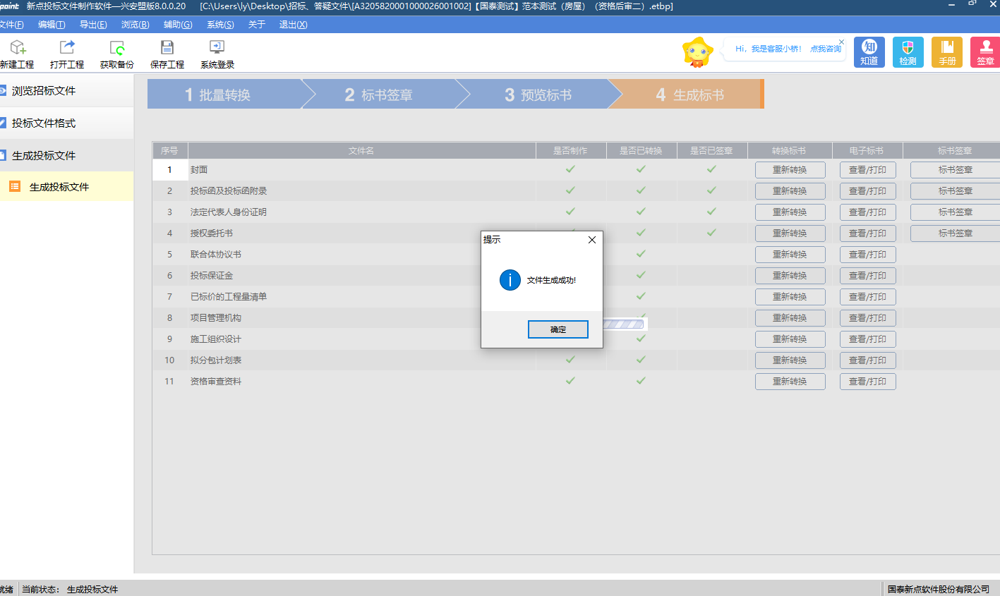 point 新点投标文件制作软件—兴安盟版8.0.0.20 [C:\Users\ly\Desktop\招标、答疑文件\[A3205820001000026001002]【国泰测试】范本测试（房屋）（资格后审二）.etbp]
文件(F) 编辑(T) 导出(E) 浏览(B) 辅助(G) 系统(S) 关于 退出(X)
新建工程 打开工程 获取备份 保存工程 系统登录
Hi，我是客服小桥！ 点我咨询
知
知道 检测 手册 签章
浏览招标文件
投标文件格式
生成投标文件
生成投标文件
1 批量转换 2 标书签章 3 预览标书 4 生成标书
序号 文件名 是否制作 是否已转换 是否已签章 转换标书 电子标书 标书签章
1 封面 重新转换 查看/打印 标书签章
2 投标函及投标函附录 重新转换 查看/打印 标书签章
3 法定代表人身份证明 重新转换 查看/打印 标书签章
4 授权委托书 重新转换 查看/打印 标书签章
5 联合体协议书 重新转换 查看/打印
6 投标保证金 重新转换 查看/打印
7 已标价的工程量清单 重新转换 查看/打印
8 项目管理机构 重新转换 查看/打印
9 施工组织设计 重新转换 查看/打印
10 拟分包计划表 重新转换 查看/打印
11 资格审查资料 重新转换 查看/打印
提示
文件生成成功!
确定
就绪 当前状态： 生成投标文件 国泰新点软件股份有限公司